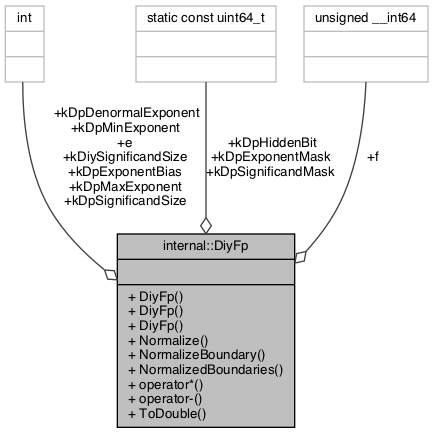 int
static const uint64_t
unsigned __int64
+kDpDenormalExponent
+kDpMinExponent
+e
+kDiySignificandSize
+kDpExponentBias
+kDpMaxExponent
+kDpSignificandSize
+kDpHiddenBit
+kDpExponentMask
+kDpSignificandMask
+f
internal::DiyFp
+ DiyFp()
+ DiyFp()
+ DiyFp()
+ Normalize()
+ NormalizeBoundary()
+ NormalizedBoundaries()
+ operator*()
+ operator-()
+ ToDouble()